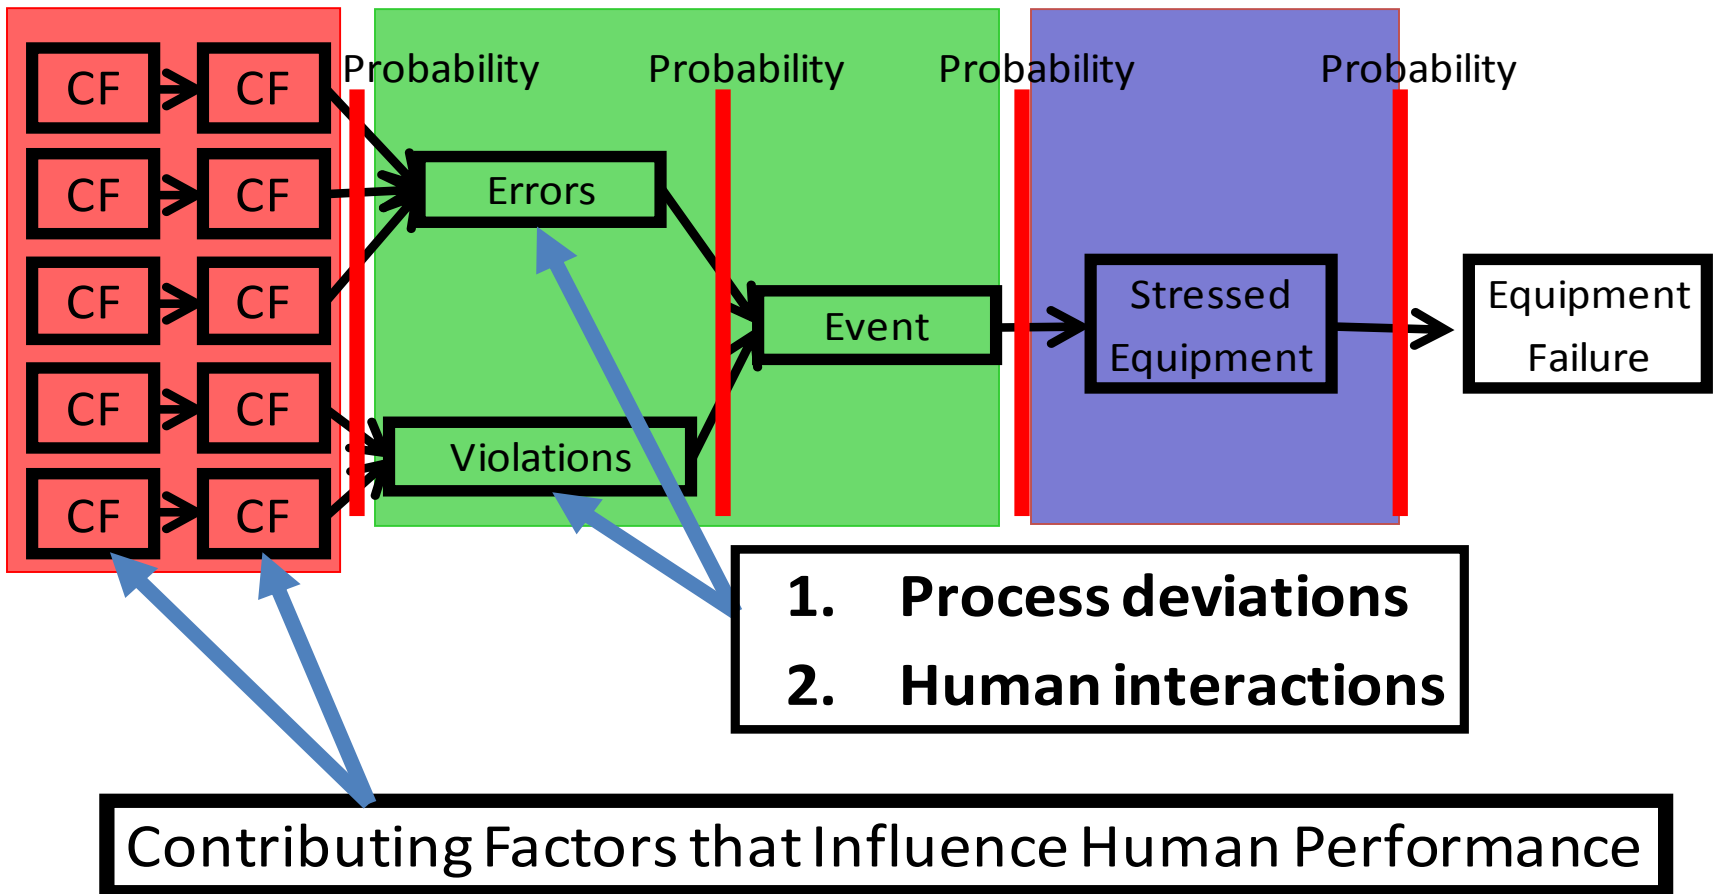 Probability Probability Probability Probability
CF CF
CF CF
Errors
CF CF
Stressed
Equipment
Equipment
Failure
Event
CF CF
Violations
CF CF
1. Process deviations
2. Human interactions
Contributing Factors that Influence Human Performance